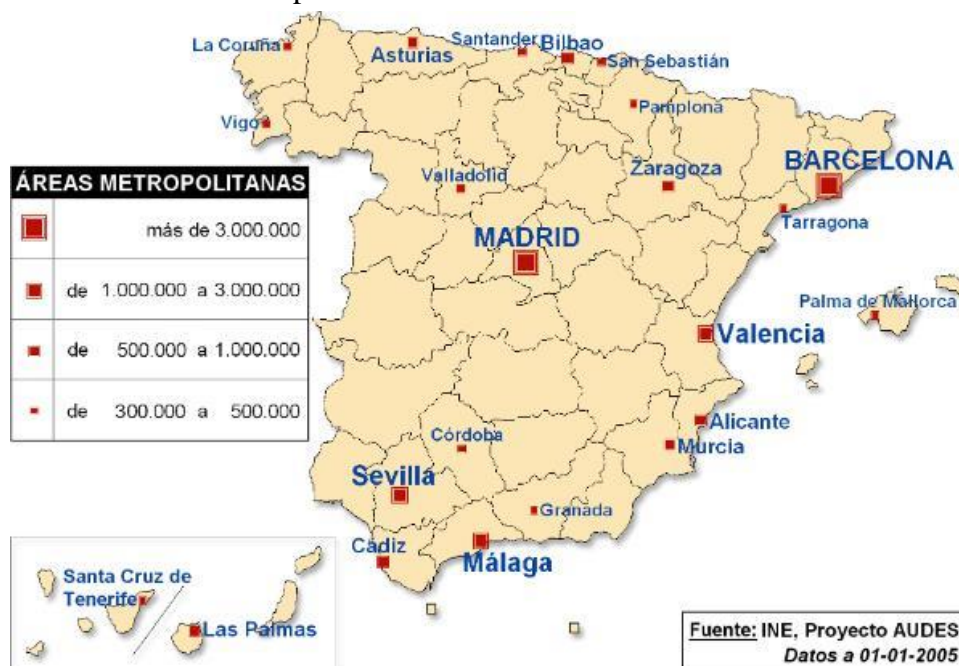 La Coruña
Asturias
Santander
Bilbao
San Sebastián
Vigo
Pamplona
ÁREAS METROPOLITANAS
más de 3.000.000
de 1.000.000 a 3.000.000
de 500.000 a 1.000.000
de 300.000 a 500.000
Valladolid
Zaragoza
BARCELONA
Tarragona
MADRID
Palma de Mallorca
Valencia
Alicante
Murcia
Córdoba
Sevilla
Granada
Cádiz
Málaga
Santa Cruz de
Tenerife
Las Palmas
Fuente: INE, Proyecto AUDES
Datos a 01-01-2005